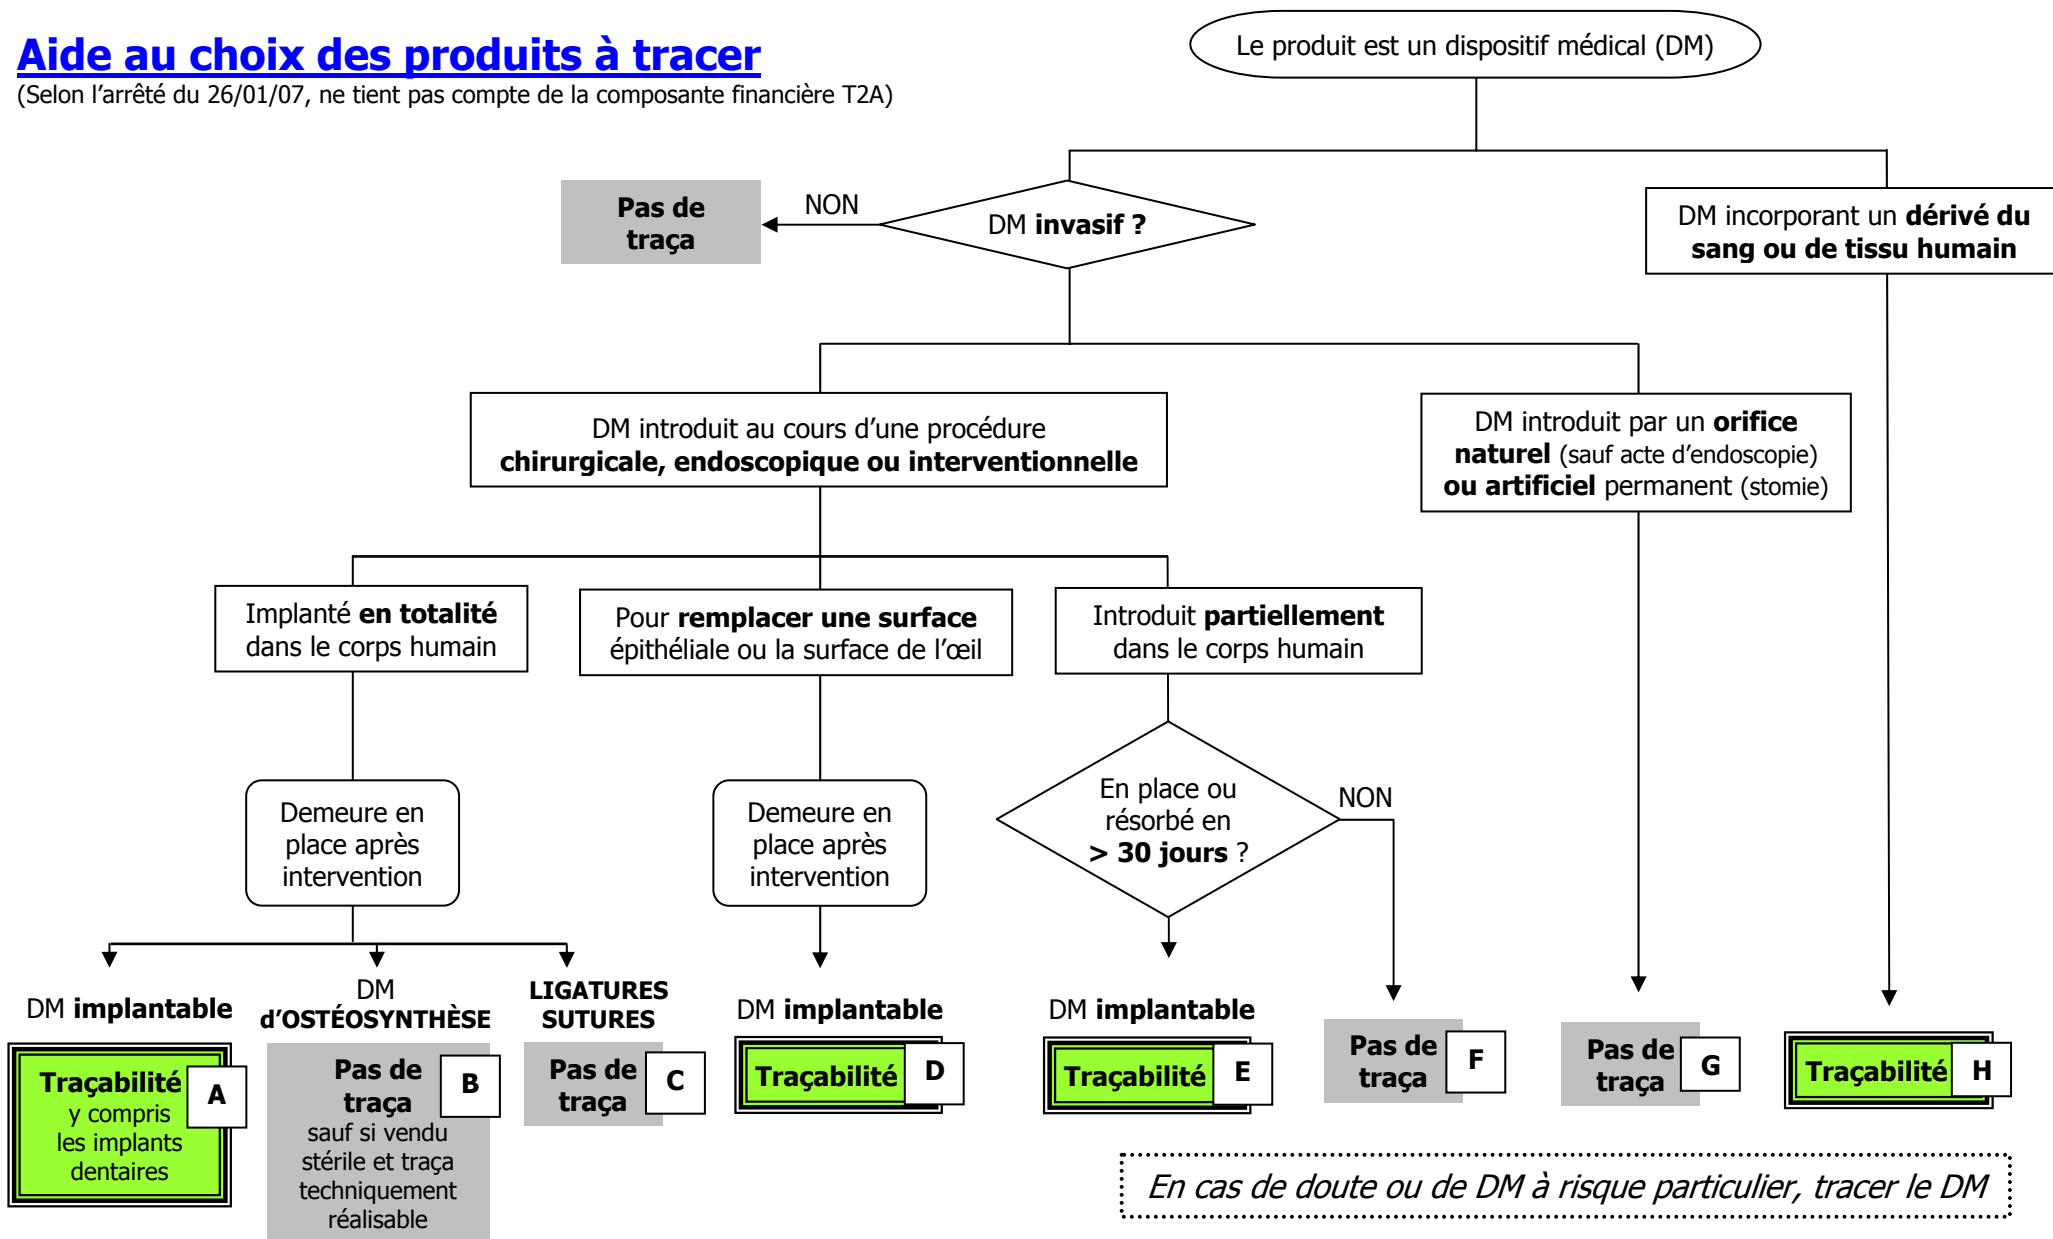 Aide au choix des produits à tracer
(Selon l’arrêté du 26/01/07, ne tient pas compte de la composante financière T2A)
Le produit est un dispositif médical (DM)
Pas de
traça
NON
DM invasif ?
DM incorporant un dérivé du
sang ou de tissu humain
DM introduit au cours d’une procédure
chirurgicale, endoscopique ou interventionnelle
DM introduit par un orifice
naturel (sauf acte d’endoscopie)
ou artificiel permanent (stomie)
Implanté en totalité
dans le corps humain
Pour remplacer une surface
épithéliale ou la surface de l’œil
Introduit partiellement
dans le corps humain
Demeure en
place après
intervention
Demeure en
place après
intervention
En place ou
résorbé en
> 30 jours ?
NON
DM implantable
Traçabilité
y compris
les implants
dentaires
A
DM
d’OSTÉOSYNTHÈSE
Pas de
traça
sauf si vendu
stérile et traça
techniquement
réalisable
B
LIGATURES
SUTURES
Pas de
traça
C
DM implantable
Traçabilité
D
DM implantable
Traçabilité
E
Pas de
traça
F
Pas de
traça
G
Traçabilité
H
En cas de doute ou de DM à risque particulier, tracer le DM